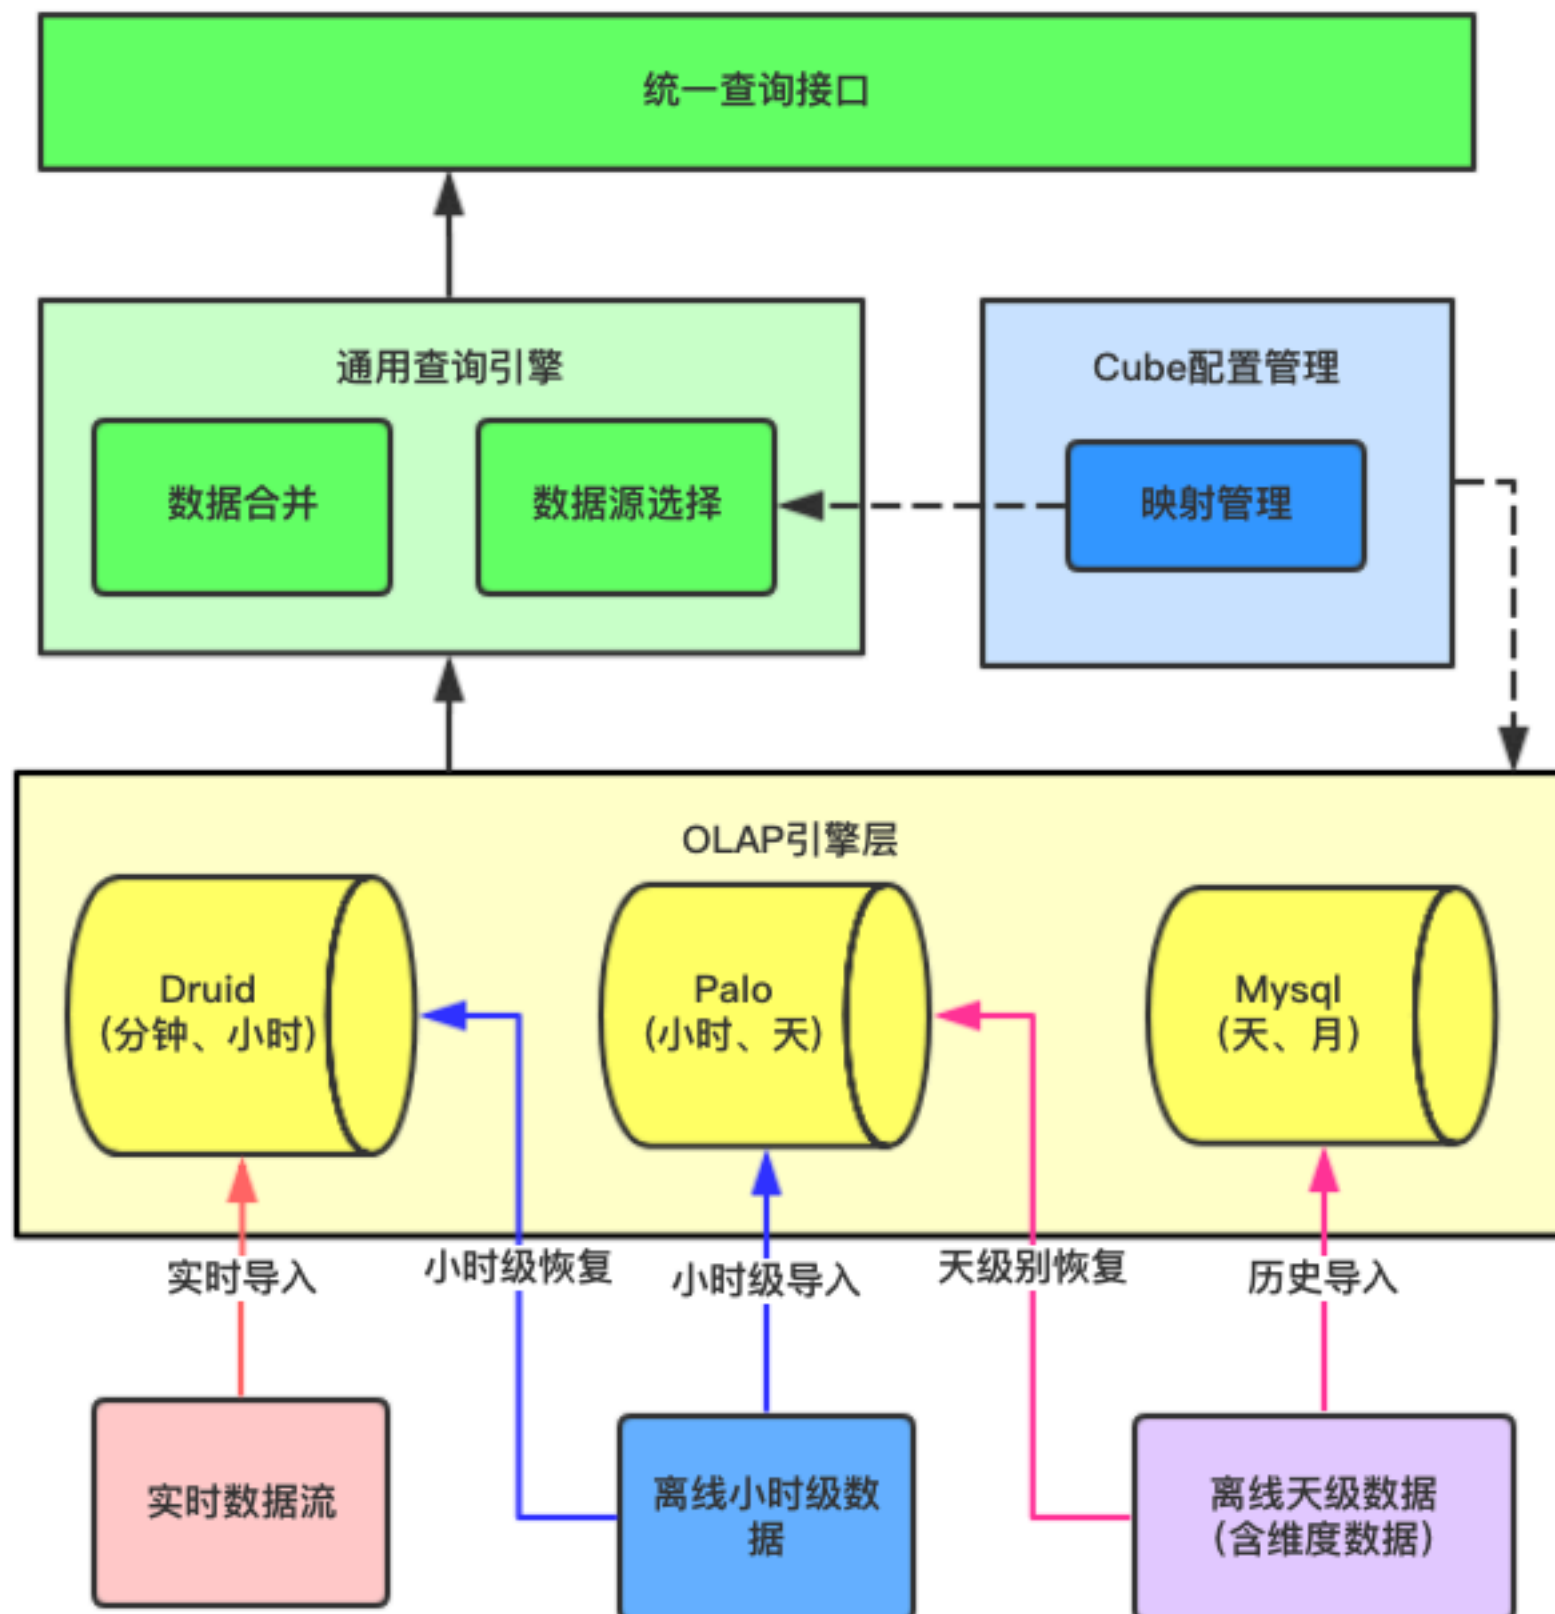 统一查询接口
通用查询引擎
Cube配置管理
数据合并
数据源选择
映射管理
OLAP引擎层
Druid
(分钟、小时)
Palo
(小时、天)
Mysql
(天、月)
实时导入
小时级恢复
小时级导入
天级别恢复
历史导入
实时数据流
离线小时级数
据
离线天级数据
(含维度数据)